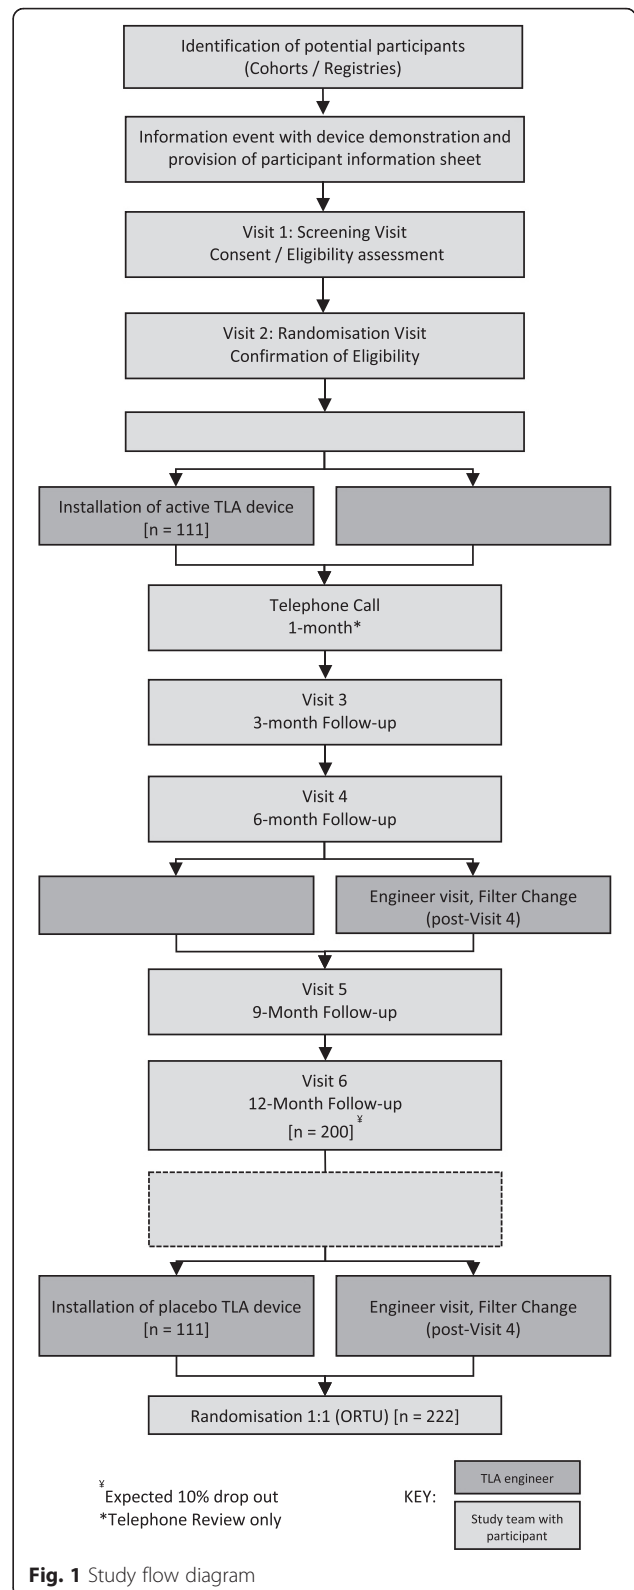 Identification of potential participants
(Cohorts / Registries)
Information event with device demonstration and
provision of participant information sheet
Visit 1: Screening Visit
Consent / Eligibility assessment
Visit 2: Randomisation Visit
Confirmation of Eligibility
Installation of active TLA device
[n = 111]
Telephone Call
1-month*
Visit 3
3-month Follow-up
Visit 4
6-month Follow-up
Engineer visit, Filter Change
(post-Visit 4)
Visit 5
9-Month Follow-up
Visit 6
12-Month Follow-up
[n = 200]¥
Installation of placebo TLA device
[n = 111]
Engineer visit, Filter Change
(post-Visit 4)
Randomisation 1:1 (ORTU) [n = 222]
¥Expected 10% drop out
*Telephone Review only
KEY:
TLA engineer
Study team with
participant
Fig. 1 Study flow diagram